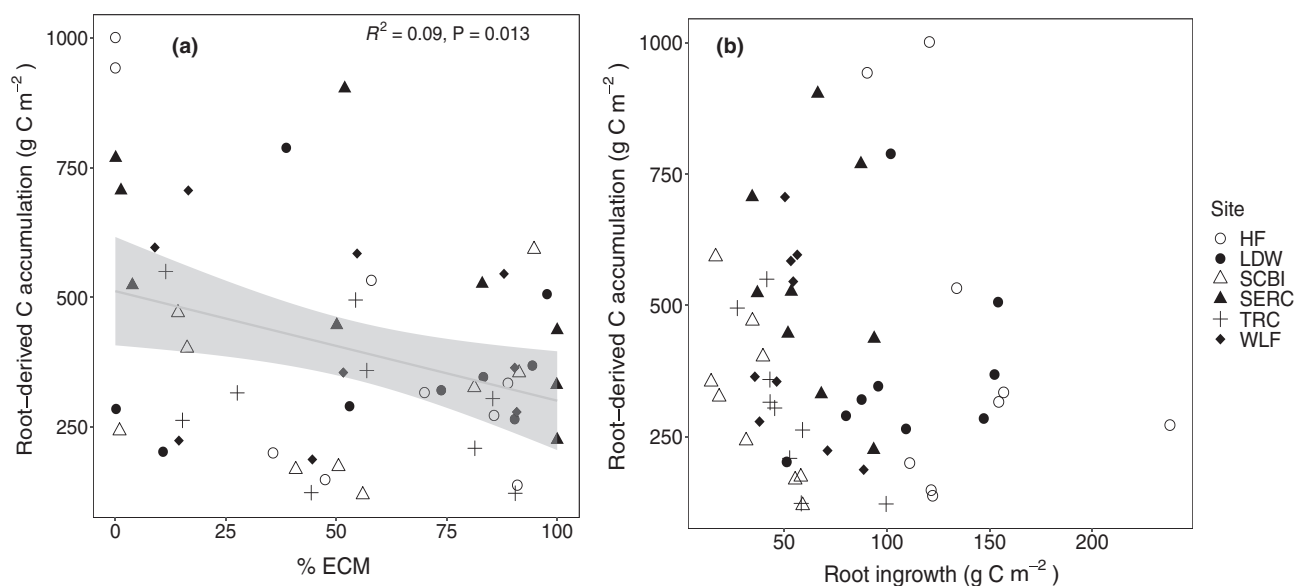 (a)
R² = 0.09, P = 0.013
Root–derived C accumulation (g C m⁻²)
1000
750
500
250
0
25
50
75
100
% ECM
(b)
Root–derived C accumulation (g C m⁻²)
1000
750
500
250
50
100
150
200
Root ingrowth (g C m⁻²)
Site
HF
LDW
SCBI
SERC
TRC
WLF